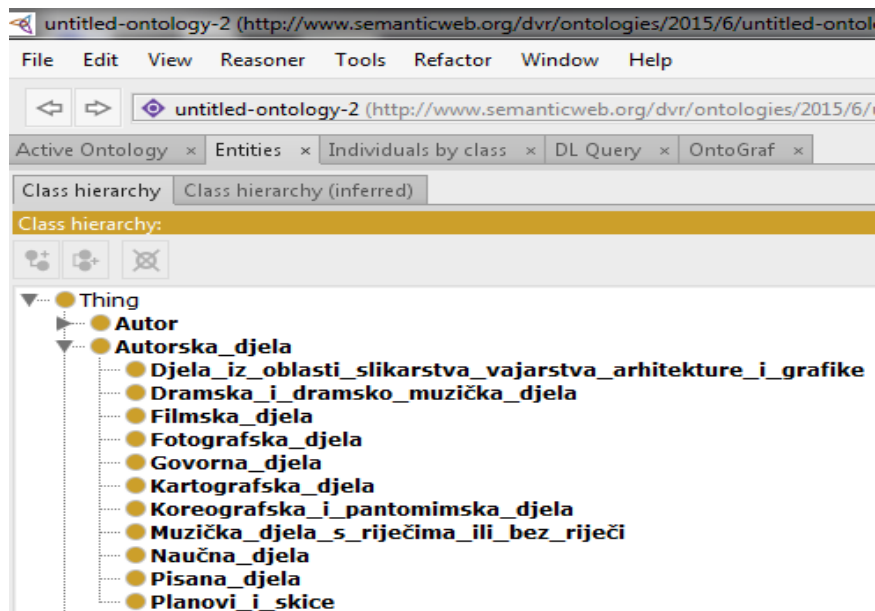 untitled-ontology-2 (http://www.semanticweb.org/dvr/ontologies/2015/6/untitled-ontol
File Edit View Reasoner Tools Refactor Window Help
untitled-ontology-2 (http://www.semanticweb.org/dvr/ontologies/2015/6/
Active Ontology × Entities × Individuals by class × DL Query × OntoGraf ×
Class hierarchy Class hierarchy (inferred)
Class hierarchy:
Thing
Autor
Autorska_djela
Djela_iz_oblasti_slikarstva_vajarstva_arhitekture_i_grafike
Dramska_i_dramsko_muzička_djela
Filmska_djela
Fotografska_djela
Govorna_djela
Kartografska_djela
Koreografska_i_pantomimska_djela
Muzička_djela_s_riječima_ili_bez_riječi
Naučna_djela
Pisana_djela
Planovi_i_skice